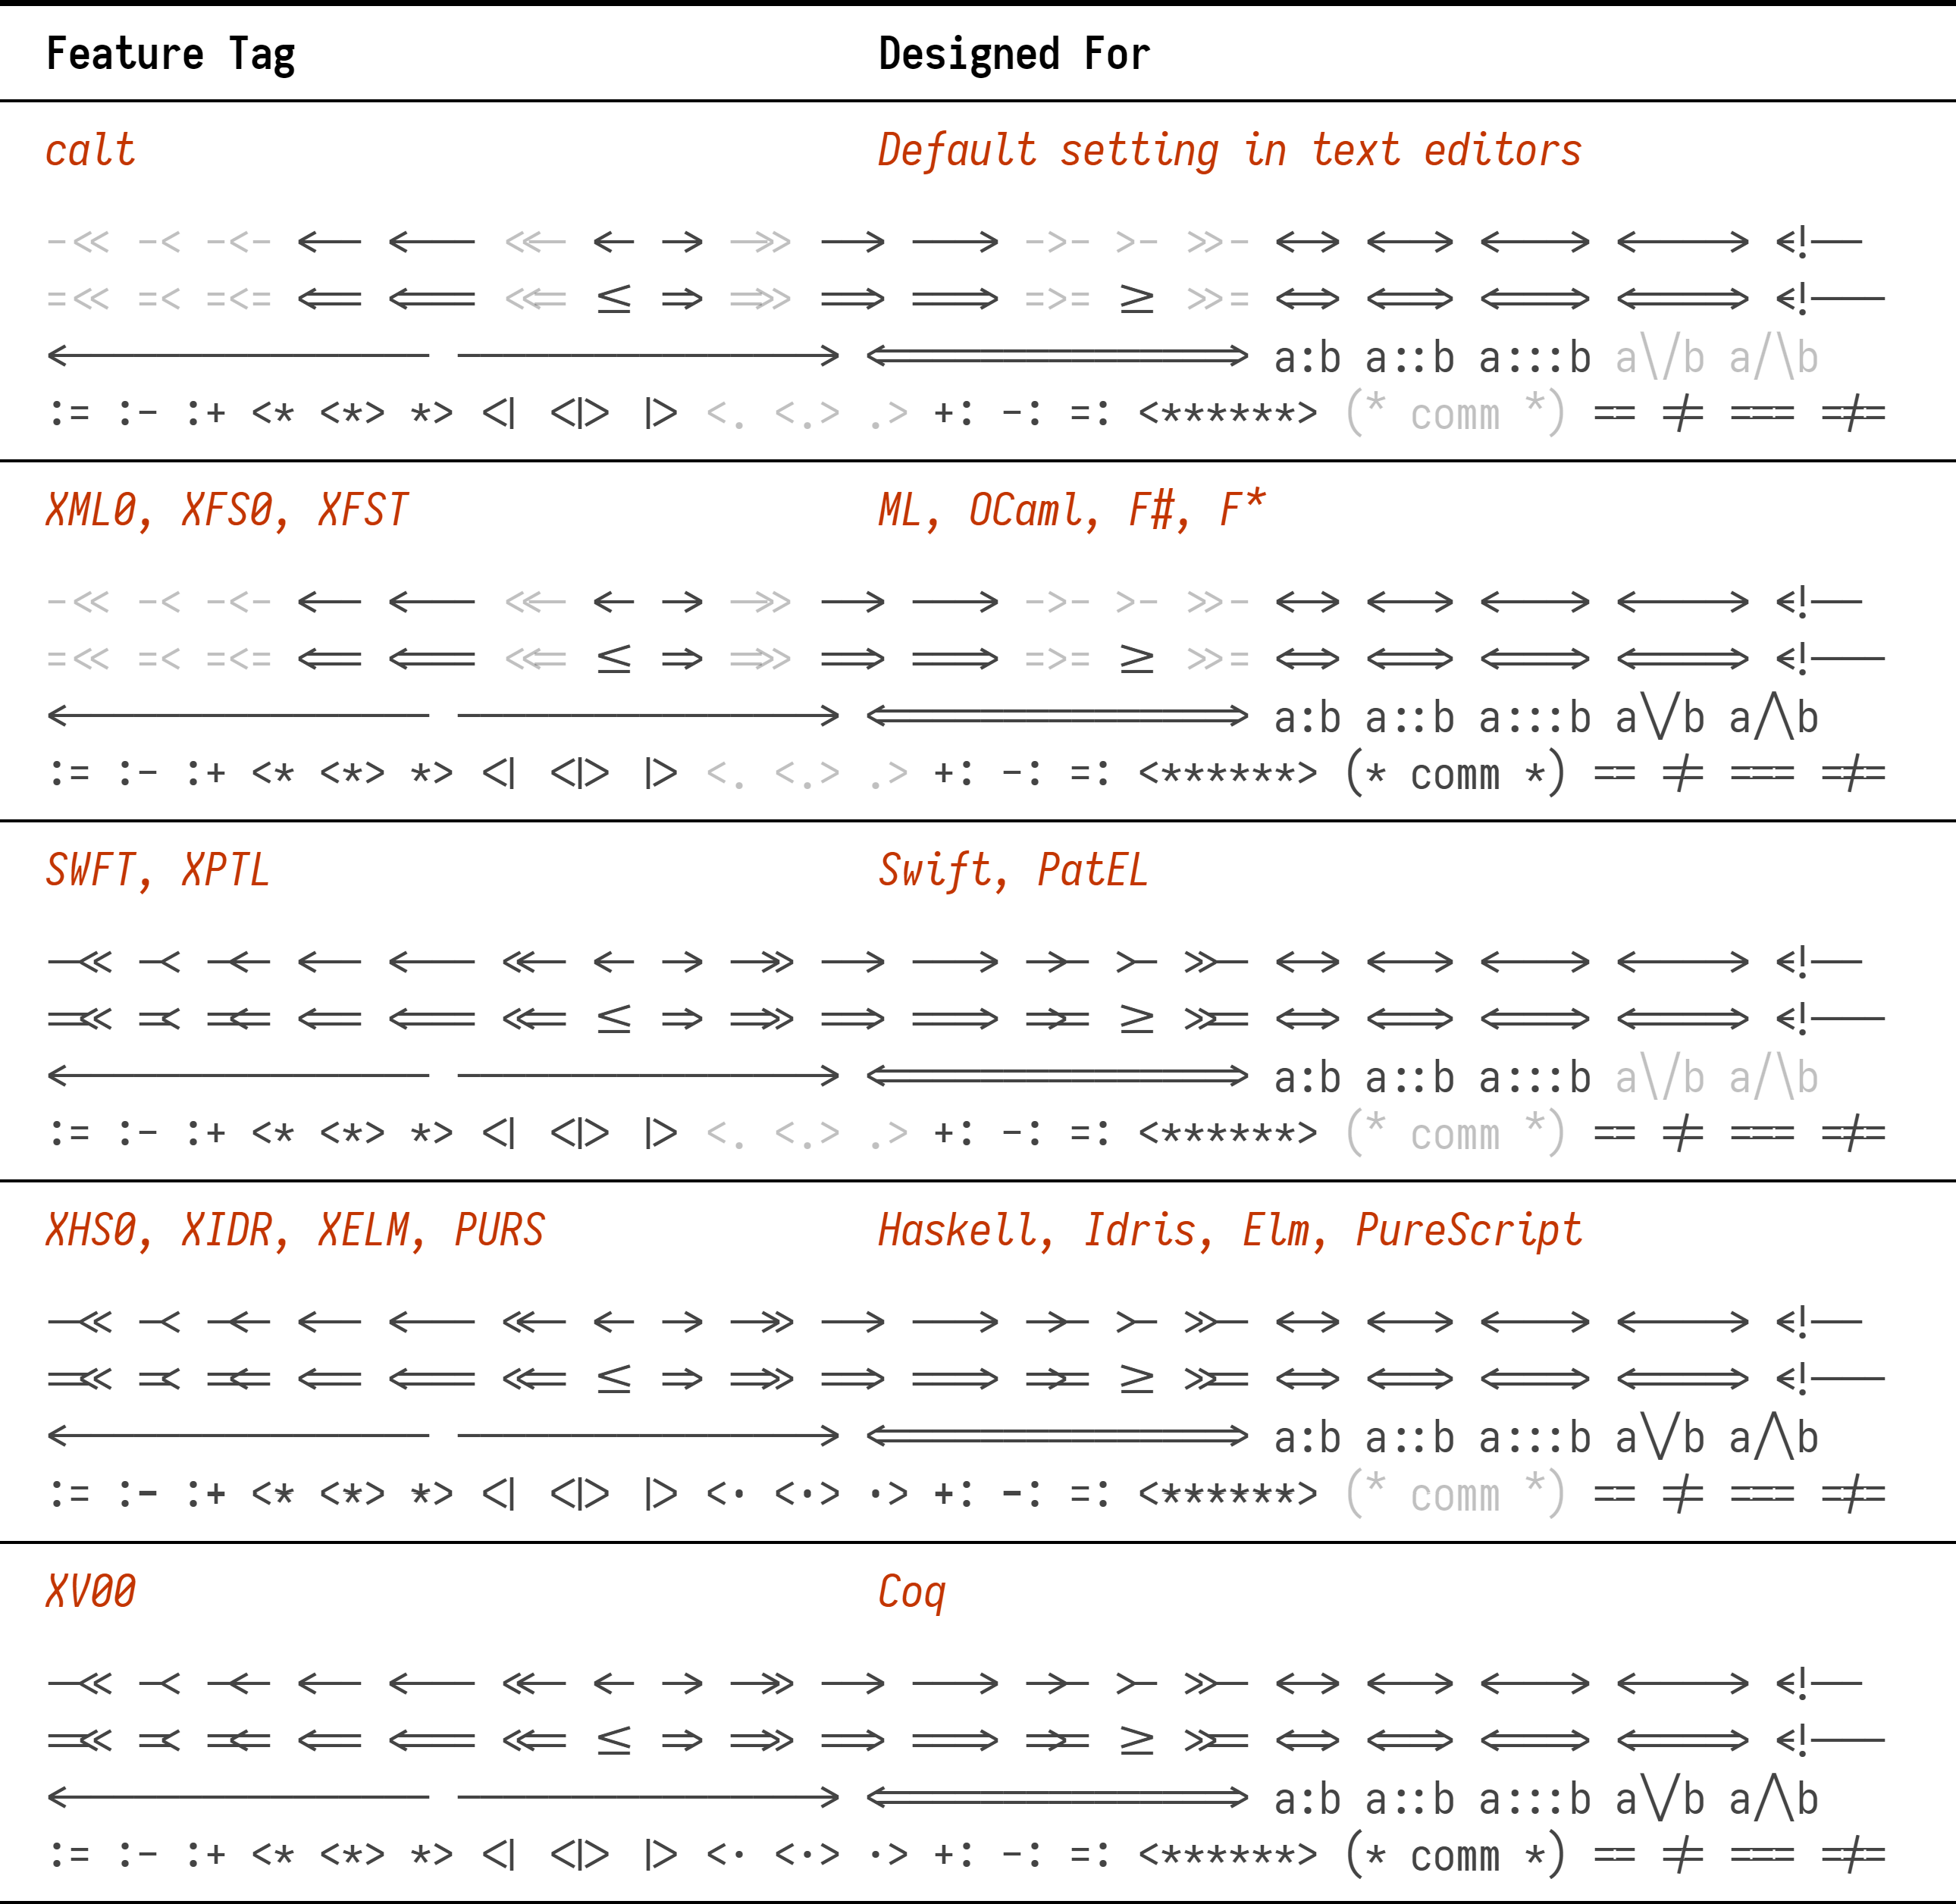 Feature Tag Designed For
calt Default setting in text editors
-<< -< -<- <-- <--- <<- <- -> ->> --> ---> ->- >- >>- <-> <--> <---> <----> <!--
=<< =< =<= <== <=== <<= <= => =>> ==> ===> =>= >= >>= <=> <==> <===> <====> <!---
<---------------- ----------------> <===============> a:b a::b a:::b a\/b a/\b
:= :- :+ <* <*> *> <| <|> |> <. <.> .> +: -: =: <******> (* comm *) == != === !==
XML0, XFS0, XFST ML, OCaml, F#, F*
-<< -< -<- <-- <--- <<- <- -> ->> --> ---> ->- >- >>- <-> <--> <---> <----> <!--
=<< =< =<= <== <=== <<= <= => =>> ==> ===> =>= >= >>= <=> <==> <===> <====> <!---
<---------------- ----------------> <===============> a:b a::b a:::b a\/b a/\b
:= :- :+ <* <*> *> <| <|> |> <. <.> .> +: -: =: <******> (* comm *) == != === !==
SWFT, XPTL Swift, PatEL
-<< -< -<- <-- <--- <<- <- -> ->> --> ---> ->- >- >>- <-> <--> <---> <----> <!--
=<< =< =<= <== <=== <<= <= => =>> ==> ===> =>= >= >>= <=> <==> <===> <====> <!---
<---------------- ----------------> <===============> a:b a::b a:::b a\/b a/\b
:= :- :+ <* <*> *> <| <|> |> <. <.> .> +: -: =: <******> (* comm *) == != === !==
XHS0, XIDR, XELM, PURS Haskell, Idris, Elm, PureScript
-<< -< -<- <-- <--- <<- <- -> ->> --> ---> ->- >- >>- <-> <--> <---> <----> <!--
=<< =< =<= <== <=== <<= <= => =>> ==> ===> =>= >= >>= <=> <==> <===> <====> <!---
<---------------- ----------------> <===============> a:b a::b a:::b a\/b a/\b
:= :- :+ <* <*> *> <| <|> |> <. <.> .> +: -: =: <******> (* comm *) == != === !==
XV00 Coq
-<< -< -<- <-- <--- <<- <- -> ->> --> ---> ->- >- >>- <-> <--> <---> <----> <!--
=<< =< =<= <== <=== <<= <= => =>> ==> ===> =>= >= >>= <=> <==> <===> <====> <!---
<---------------- ----------------> <===============> a:b a::b a:::b a\/b a/\b
:= :- :+ <* <*> *> <| <|> |> <. <.> .> +: -: =: <******> (* comm *) == != === !==